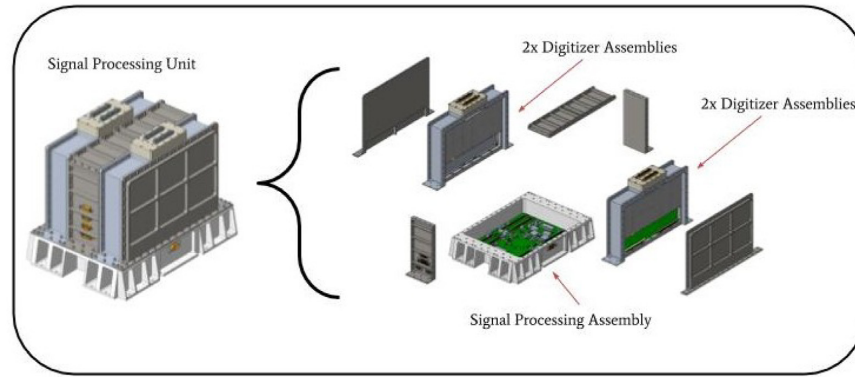 2x Digitizer Assemblies
Signal Processing Unit
2x Digitizer Assemblies
Signal Processing Assembly